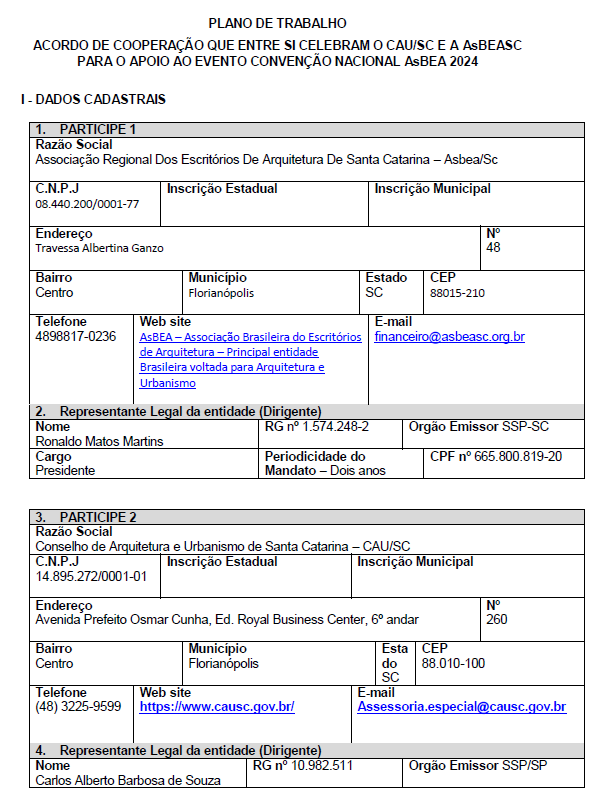 PLANO DE TRABALHO
ACORDO DE COOPERAÇÃO QUE ENTRE SI CELEBRAM O CAU/SC E A AsBEASC
PARA O APOIO AO EVENTO CONVENÇÃO NACIONAL AsBEA 2024
I - DADOS CADASTRAIS
1. PARTICIPE 1
Razão Social
Associação Regional Dos Escritórios De Arquitetura De Santa Catarina – Asbea/Sc
C.N.P.J Inscrição Estadual Inscrição Municipal
08.440.200/0001-77
Endereço Nº
Travessa Albertina Ganzo 48
Bairro Município Estado CEP
Centro Florianópolis SC 88015-210
Telefone Web site E-mail
4898817-0236 AsBEA – Associação Brasileira do Escritórios financeiro@asbeasc.org.br
de Arquitetura – Principal entidade
Brasileira voltada para Arquitetura e
Urbanismo
2. Representante Legal da entidade (Dirigente)
Nome RG nº 1.574.248-2 Orgão Emissor SSP-SC
Ronaldo Matos Martins
Cargo Periodicidade do CPF nº 665.800.819-20
Presidente Mandato – Dois anos
3. PARTICIPE 2
Razão Social
Conselho de Arquitetura e Urbanismo de Santa Catarina – CAU/SC
C.N.P.J Inscrição Estadual Inscrição Municipal
14.895.272/0001-01
Endereço Nº
Avenida Prefeito Osmar Cunha, Ed. Royal Business Center, 6º andar 260
Bairro Município Esta CEP
Centro Florianópolis do 88.010-100
SC
Telefone Web site E-mail
(48) 3225-9599 https://www.causc.gov.br/ Assessoria.especial@causc.gov.br
4. Representante Legal da entidade (Dirigente)
Nome RG nº 10.982.511 Orgão Emissor SSP/SP
Carlos Alberto Barbosa de Souza